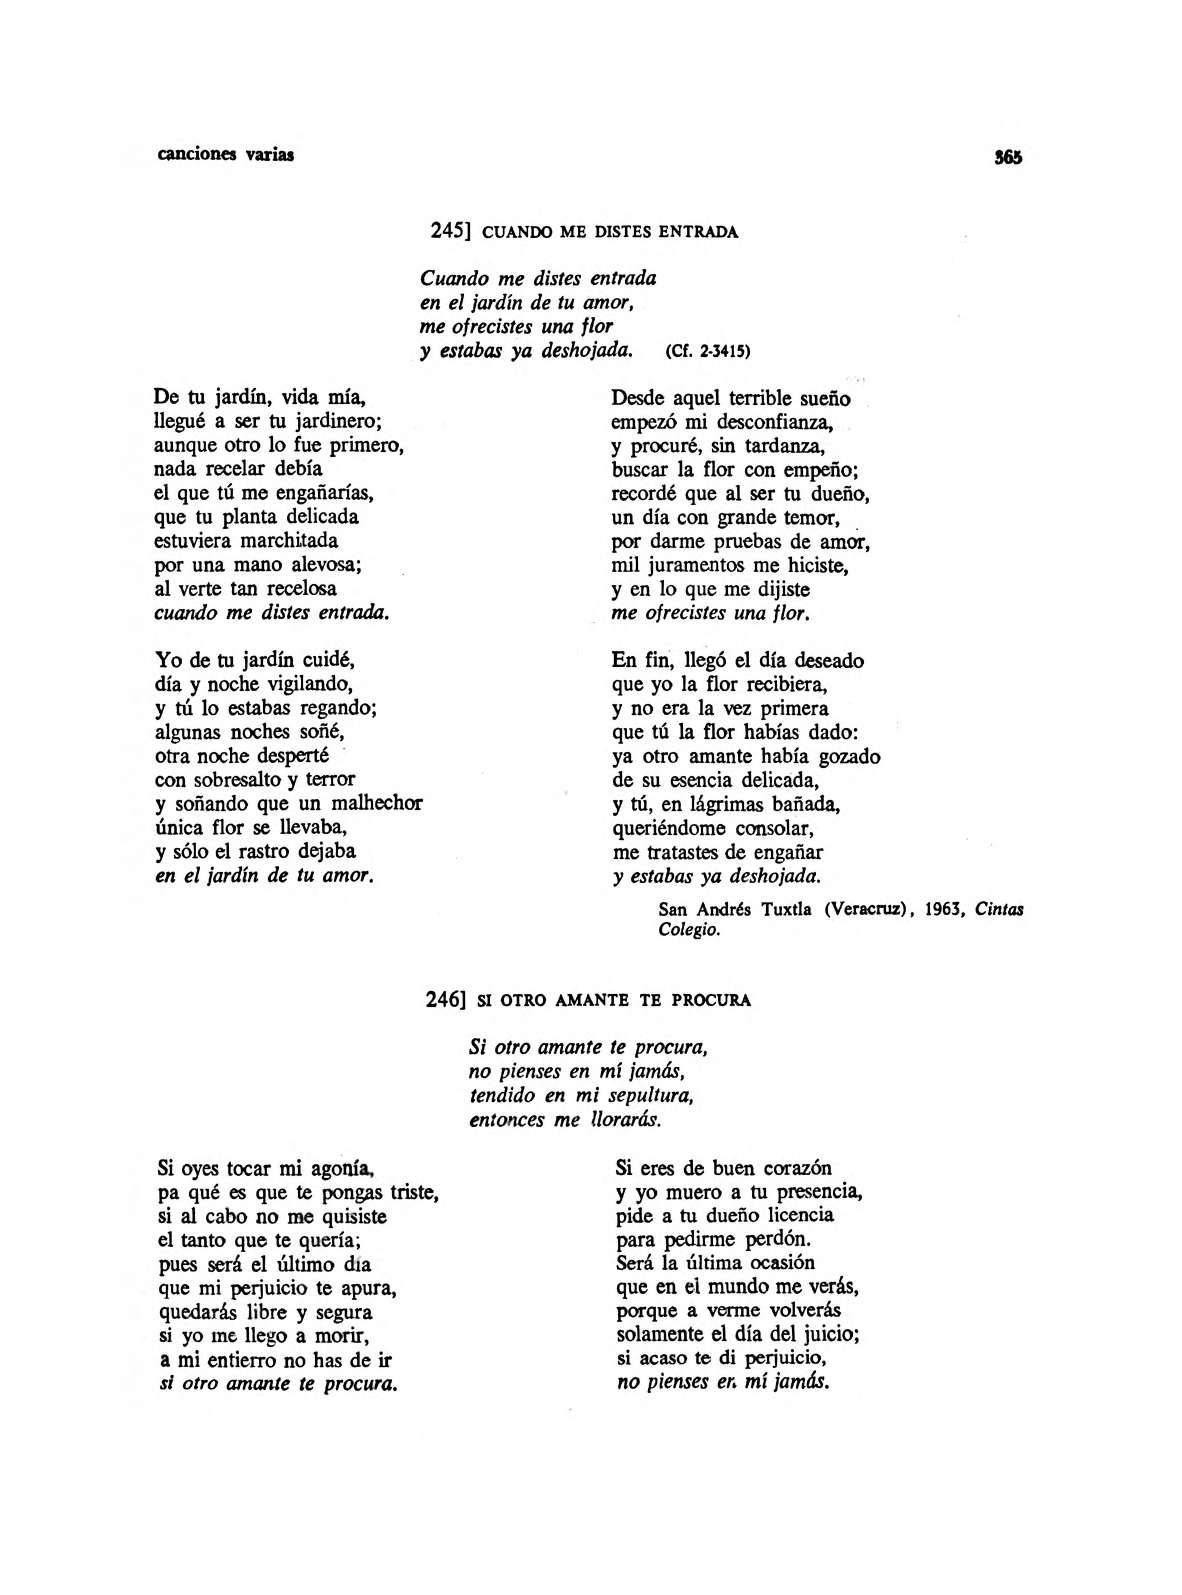 canciones varias
365
245] CUANDO ME DISTES ENTRADA
Cuando me distes entrada
en el jardín de tu amor,
me ofrecistes una flor
y estabas ya deshojada. (Cf. 2-3415)
De tu jardín, vida mía,
llegué a ser tu jardinero;
aunque otro lo fue primero,
nada recelar debía
el que tú me engañarías,
que tu planta delicada
estuviera marchitada
por una mano alevosa;
al verte tan recelosa
cuando me distes entrada.
Yo de tu jardín cuidé,
día y noche vigilando,
y tú lo estabas regando;
algunas noches soñé,
otra noche desperté
con sobresalto y terror
y soñando que un malhechor
única flor se llevaba,
y sólo el rastro dejaba
en el jardín de tu amor.
Desde aquel terrible sueño
empezó mi desconfianza,
y procuré, sin tardanza,
buscar la flor con empeño;
recordé que al ser tu dueño,
un día con grande temor,
por darme pruebas de amor,
mil juramentos me hiciste,
y en lo que me dijiste
me ofrecistes una flor.
En fin, llegó el día deseado
que yo la flor recibiera,
y no era la vez primera
que tú la flor habías dado:
ya otro amante había gozado
de su esencia delicada,
y tú, en lágrimas bañada,
queriéndome consolar,
me tratastes de engañar
y estabas ya deshojada.
San Andrés Tuxtla (Veracruz), 1963, Cintas
Colegio.
246] SI OTRO AMANTE TE PROCURA
Si otro amante te procura,
no pienses en mí jamás,
tendido en mi sepultura,
entonces me llorarás.
Si oyes tocar mi agonía,
pa qué es que te pongas triste,
si al cabo no me quisiste
el tanto que te quería;
pues será el último día
que mi perjuicio te apura,
quedarás libre y segura
si yo me llego a morir,
a mi entierro no has de ir
si otro amante te procura.
Si eres de buen corazón
y yo muero a tu presencia,
pide a tu dueño licencia
para pedirme perdón.
Será la última ocasión
que en el mundo me verás,
porque a verme volverás
solamente el día del juicio;
si acaso te di perjuicio,
no pienses en mí jamás.